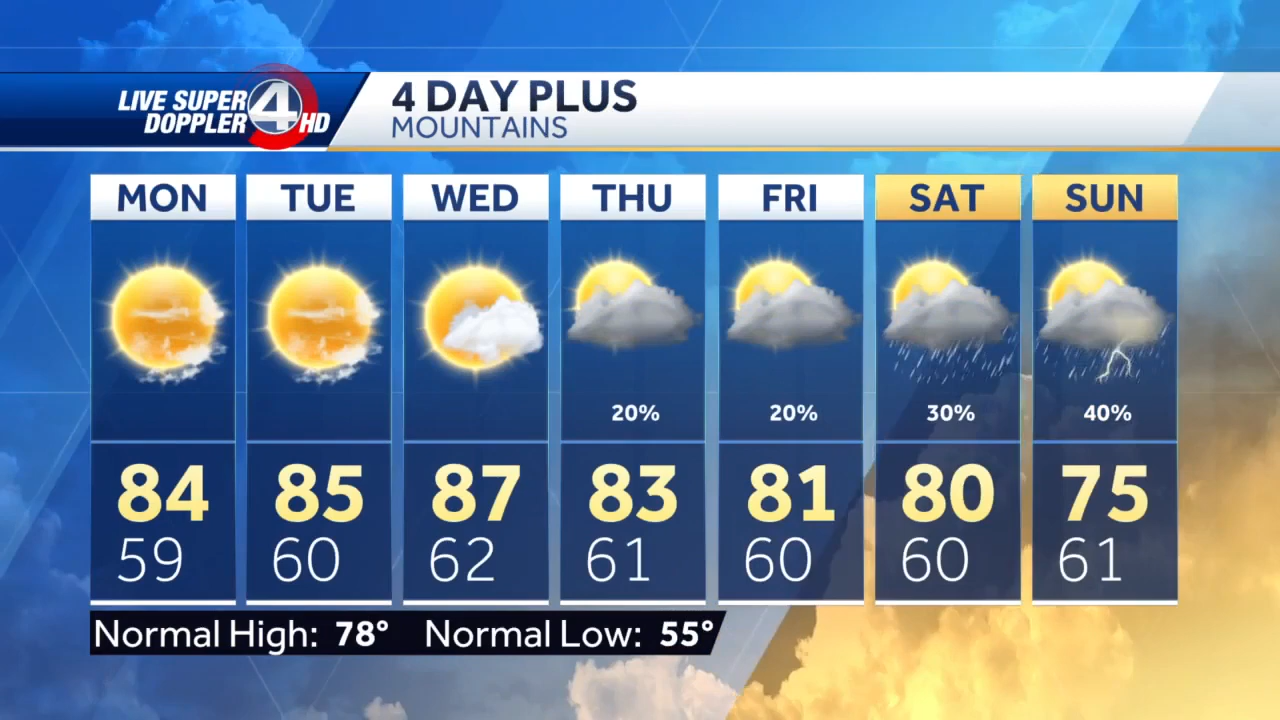 LIVE SUPER
DOPPLER 4 HD
4 DAY PLUS
MOUNTAINS
MON TUE WED THU FRI SAT SUN
20% 20% 30% 40%
84 85 87 83 81 80 75
59 60 62 61 60 60 61
Normal High: 78° Normal Low: 55°